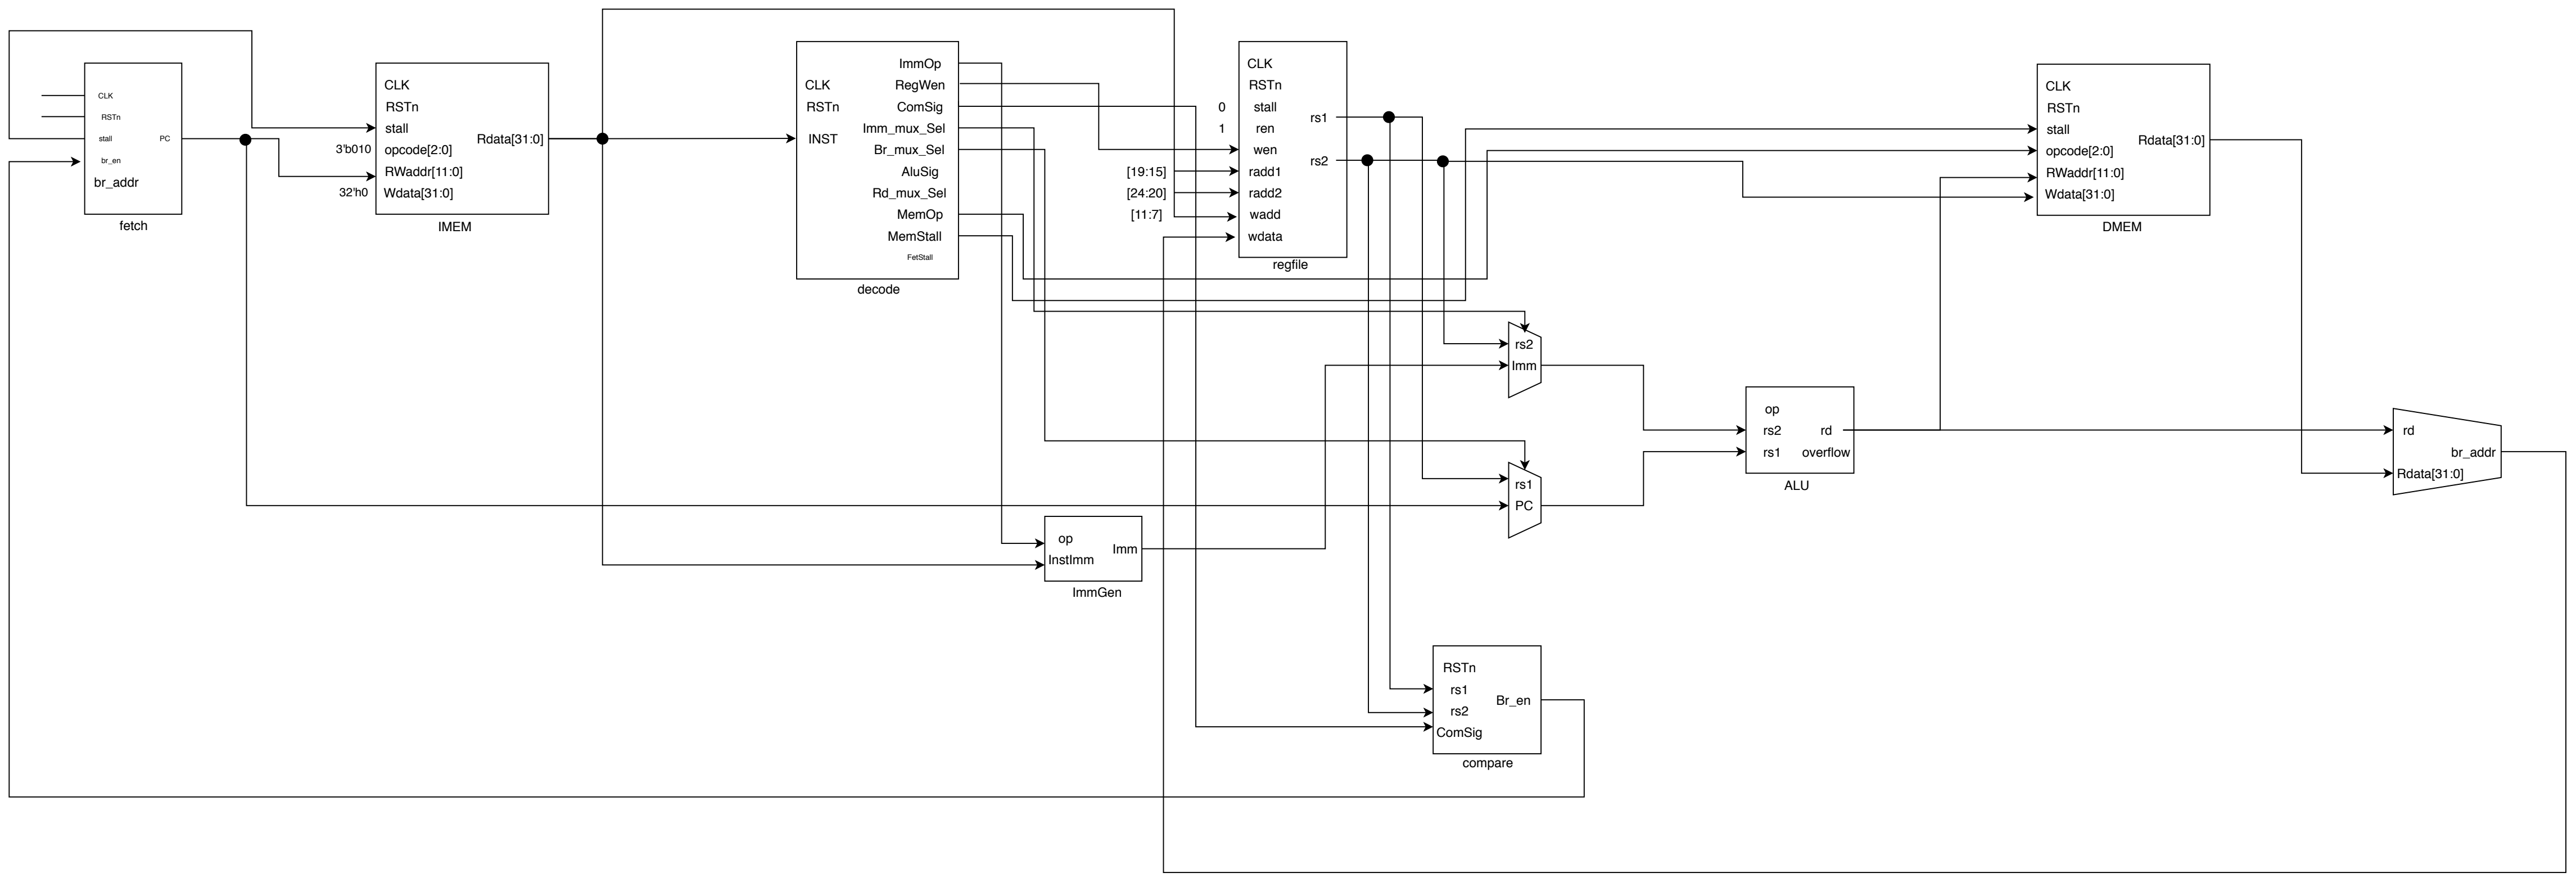 CLK
RSTn
stall
PC
br_en
br_addr
fetch
CLK
RSTn
stall
3'b010
opcode[2:0]
RWaddr[11:0]
32'h0
Wdata[31:0]
Rdata[31:0]
IMEM
CLK
RSTn
INST
ImmOp
RegWen
ComSig
Imm_mux_Sel
Br_mux_Sel
AluSig
Rd_mux_Sel
MemOp
MemStall
FetStall
decode
CLK
RSTn
0
stall
1
ren
wen
[19:15]
radd1
[24:20]
radd2
[11:7]
wadd
wdata
rs1
rs2
regfile
CLK
RSTn
stall
opcode[2:0]
RWaddr[11:0]
Wdata[31:0]
Rdata[31:0]
DMEM
rs2
Imm
rs1
PC
op
rs2
rs1
rd
overflow
ALU
rd
br_addr
Rdata[31:0]
op
InstImm
Imm
ImmGen
RSTn
rs1
rs2
ComSig
Br_en
compare